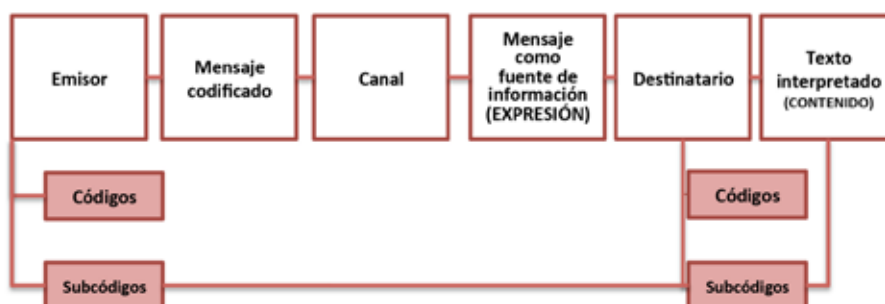 Emisor
Mensaje
codificado
Canal
Mensaje
como
fuente de
información
(EXPRESIÓN)
Destinatario
Texto
interpretado
(CONTENIDO)
Códigos
Códigos
Subcódigos
Subcódigos